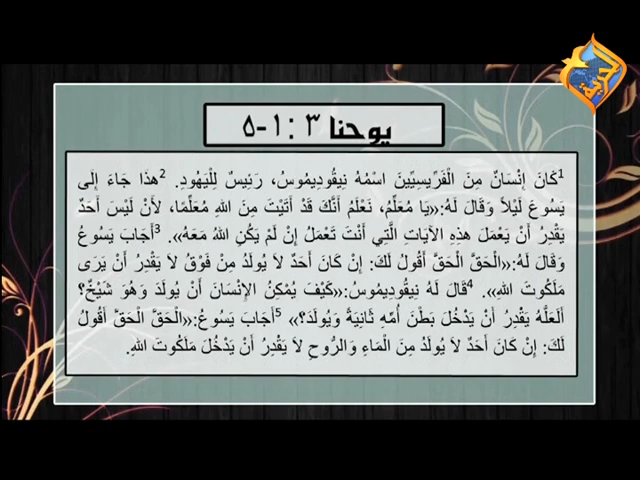 الحرية
يوحنا ٣ :١-٥
1كَانَ إِنْسَانٌ مِنَ الْفَرِّيسِيِّينَ اسْمُهُ نِيقُودِيمُوسُ، رَئِيسٌ لِلْيَهُودِ. 2هذَا جَاءَ إِلَى
يَسُوعَ لَيْلاً وَقَالَ لَهُ:«يَا مُعَلِّمُ، نَعْلَمُ أَنَّكَ قَدْ أَتَيْتَ مِنَ اللهِ مُعَلِّمًا، لأَنْ لَيْسَ أَحَدٌ
يَقْدِرُ أَنْ يَعْمَلَ هذِهِ الآيَاتِ الَّتِي أَنْتَ تَعْمَلُ إِنْ لَمْ يَكُنِ اللهُ مَعَهُ». 3أَجَابَ يَسُوعُ
وَقَالَ لَهُ:«الْحَقَّ الْحَقَّ أَقُولُ لَكَ: إِنْ كَانَ أَحَدٌ لاَ يُولَدُ مِنْ فَوْقُ لاَ يَقْدِرُ أَنْ يَرَى
مَلَكُوتَ اللهِ». 4قَالَ لَهُ نِيقُودِيمُوسُ:«كَيْفَ يُمْكِنُ الإِنْسَانَ أَنْ يُولَدَ وَهُوَ شَيْخٌ؟
أَلَعَلَّهُ يَقْدِرُ أَنْ يَدْخُلَ بَطْنَ أُمِّهِ ثَانِيَةً وَيُولَدَ؟» 5أَجَابَ يَسُوعُ:«الْحَقَّ الْحَقَّ أَقُولُ
لَكَ: إِنْ كَانَ أَحَدٌ لاَ يُولَدُ مِنَ الْمَاءِ وَالرُّوحِ لاَ يَقْدِرُ أَنْ يَدْخُلَ مَلَكُوتَ اللهِ.